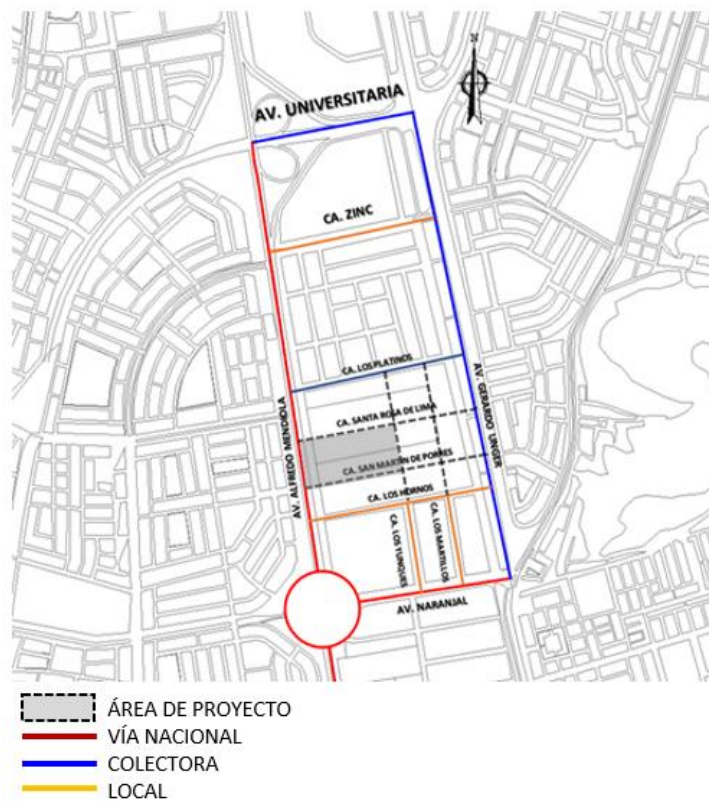 N
AV. UNIVERSITARIA
CA. ZINC
CA. LOS PLATINOS
AV. GERARDO UNGER
AV. ALFREDO MENDIOLA
CA. SANTA ROSA DE LIMA
CA. SAN MARTÍN DE PORRES
CA. LOS HORNOS
CA. LOS YUNQUES
CA. LOS MARTILLOS
AV. NARANJAL
ÁREA DE PROYECTO
VÍA NACIONAL
COLECTORA
LOCAL